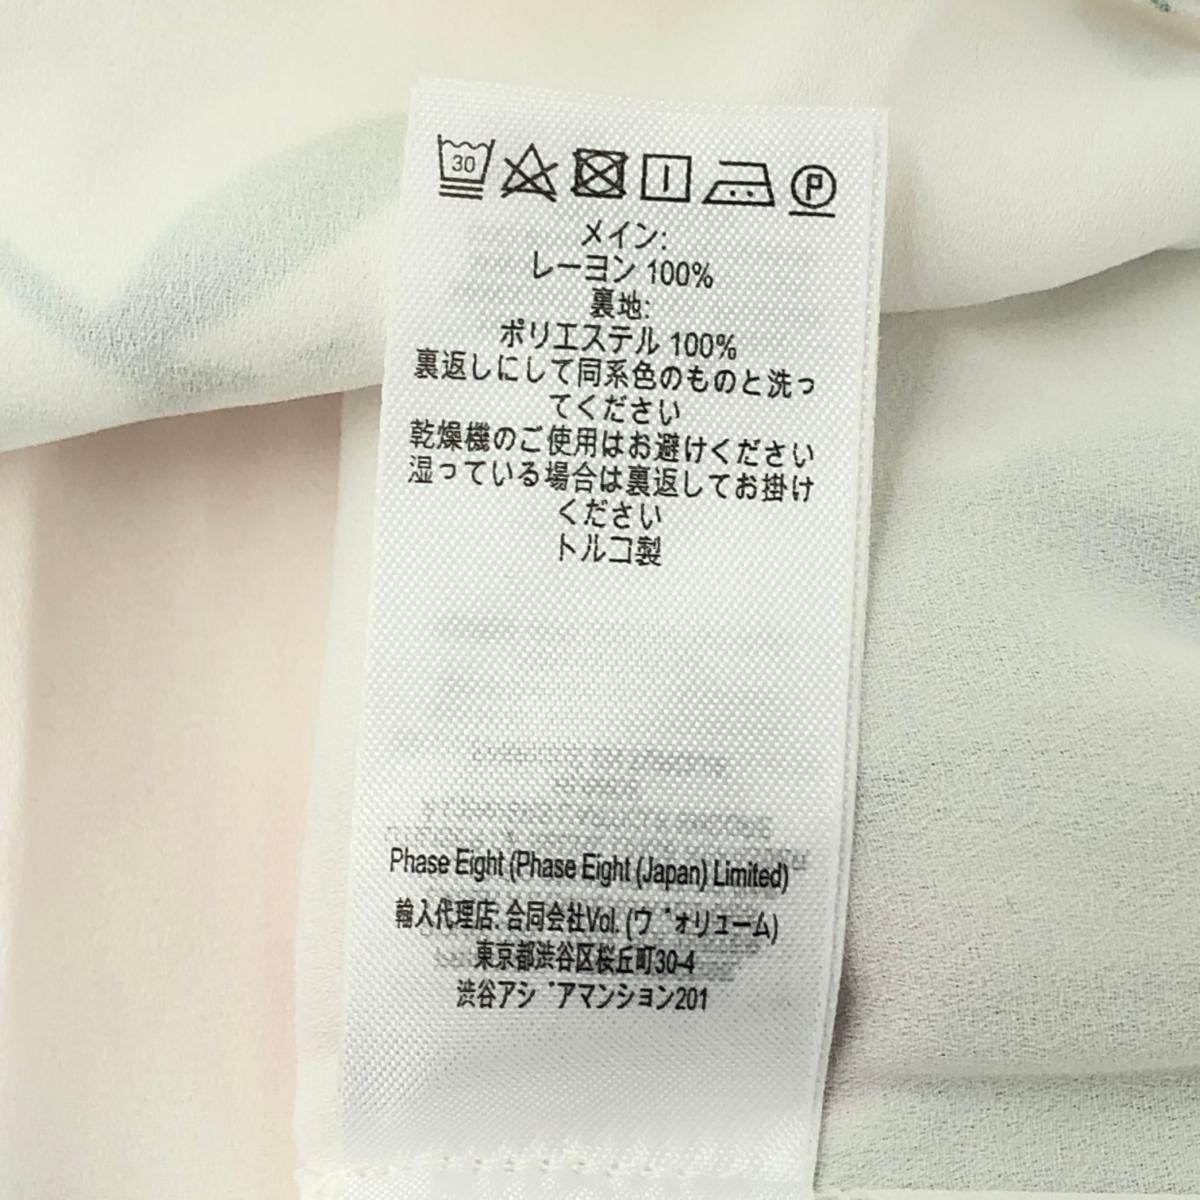 30 P
メイン:
レーヨン 100%
裏地:
ポリエステル 100%
裏返しにして同系色のものと洗っ
てください
乾燥機のご使用はお避けください
湿っている場合は裏返してお掛け
ください
トルコ製
Phase Eight (Phase Eight (Japan) Limited)
輸入代理店: 合同会社Vol. (ウ゛ォリューム)
東京都渋谷区桜丘町30-4
渋谷アシ゛アマンション201